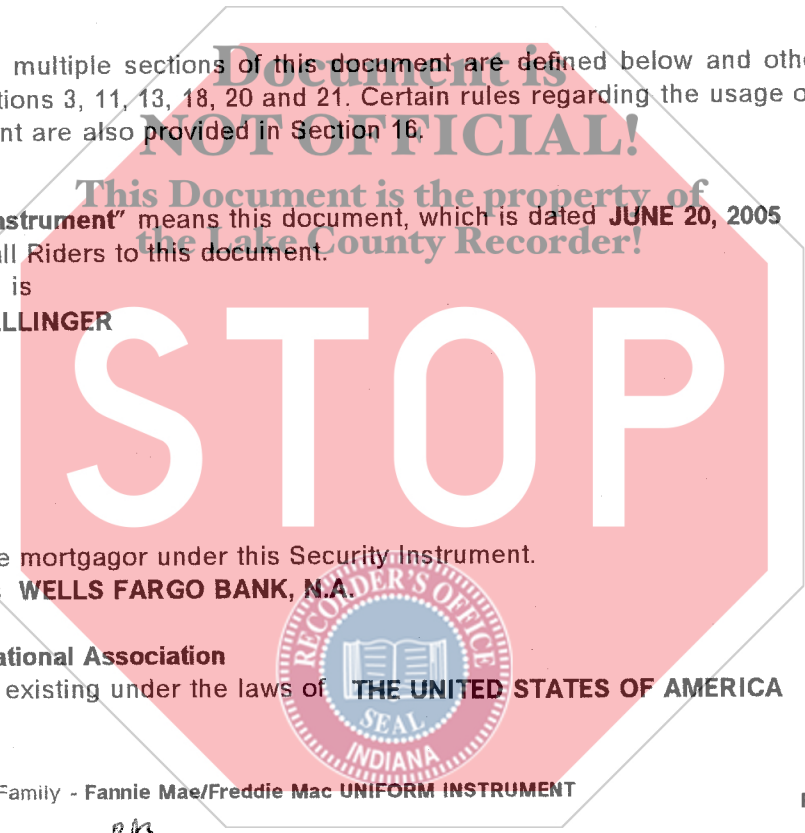 multiple sections of this document are defined below and othe
Document is
tions 3, 11, 13, 18, 20 and 21. Certain rules regarding the usage o
nt are also provided in Section 16.
NOT OFFICIAL!
This Document is the property of
nstrument" means this document, which is dated JUNE 20, 2005
the Lake County Recorder!
ll Riders to this document.
is
LLINGER
STOP
e mortgagor under this Security Instrument.
WELLS FARGO BANK, N.A.
RECORDER'S OFFICE
ational Association
existing under the laws of THE UNITED STATES OF AMERICA
SEAL
INDIANA
Family - Fannie Mae/Freddie Mac UNIFORM INSTRUMENT